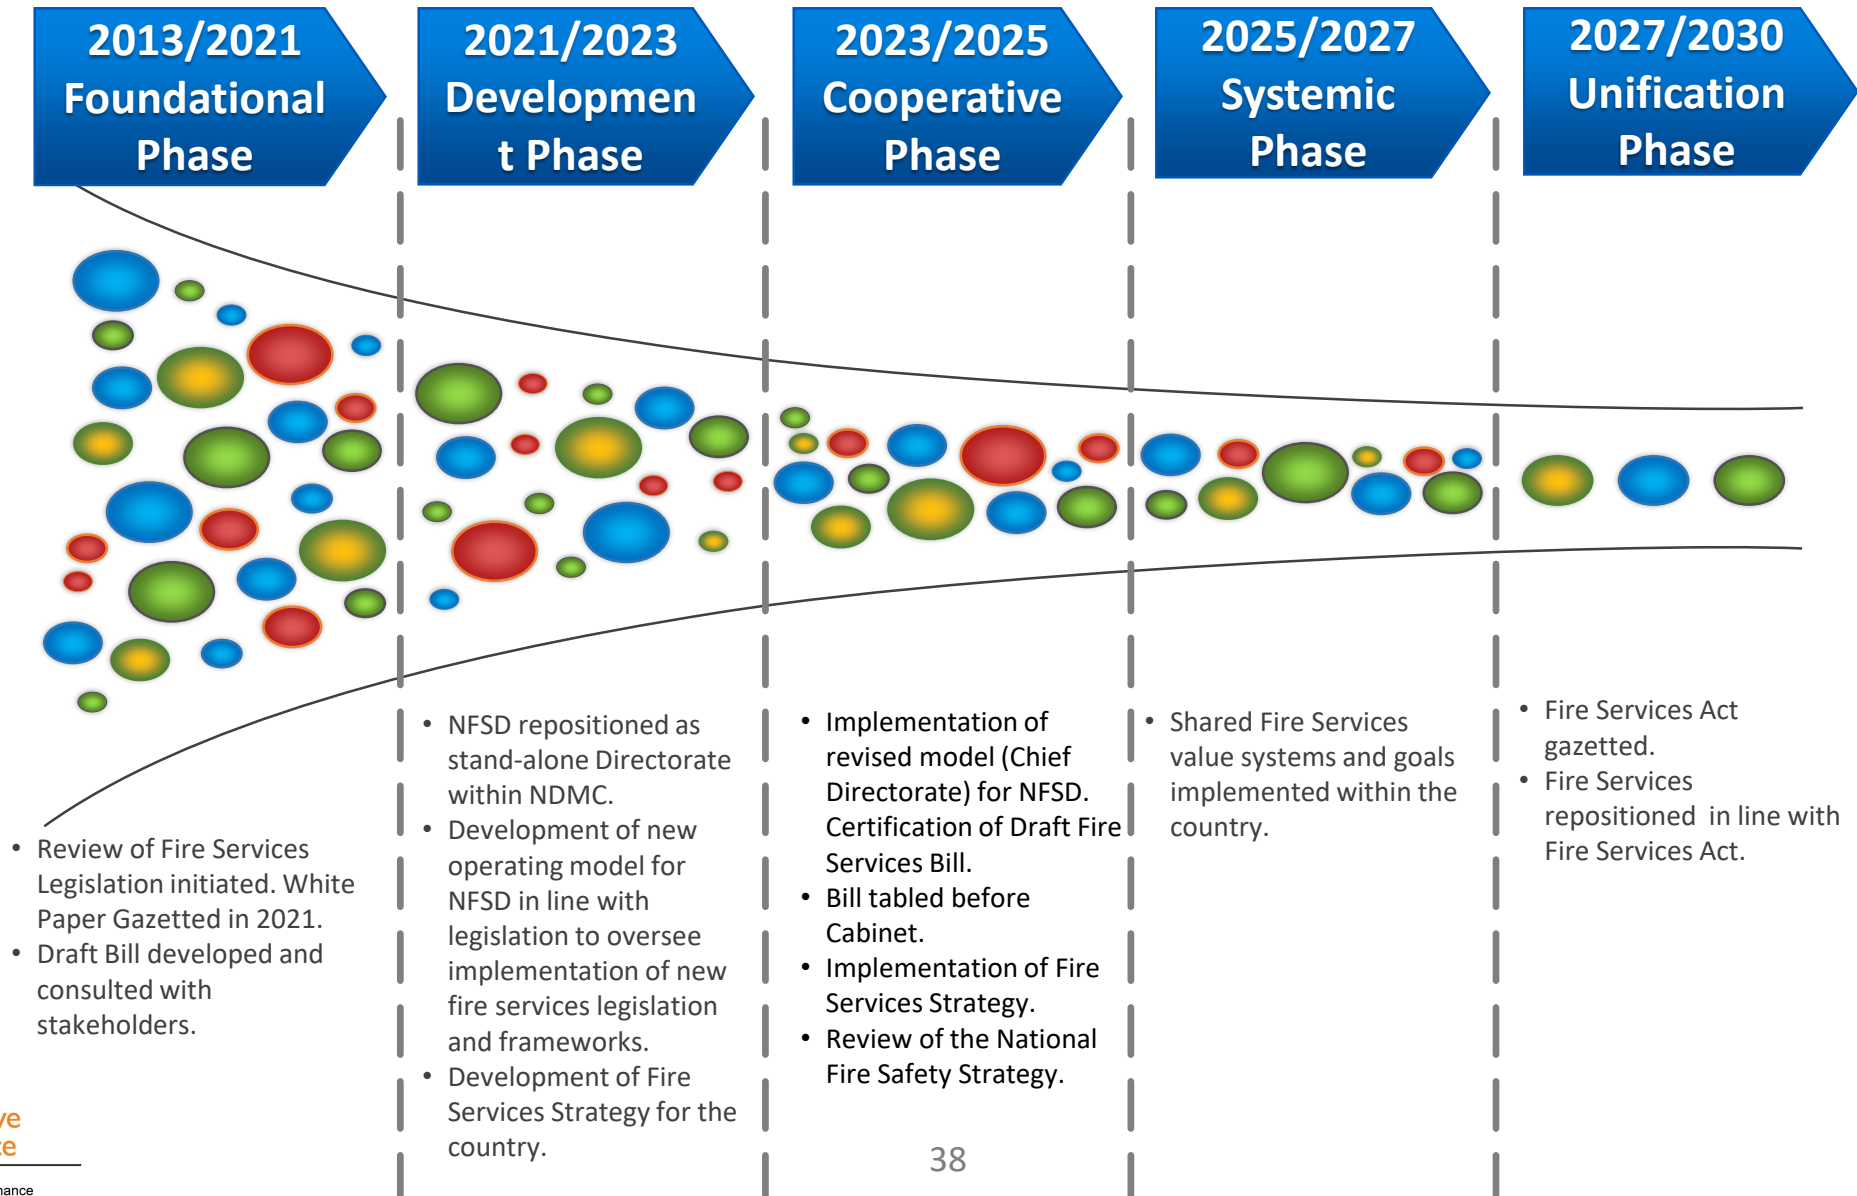 2013/2021
Foundational
Phase
2021/2023
Developmen
t Phase
2023/2025
Cooperative
Phase
2025/2027
Systemic
Phase
2027/2030
Unification
Phase
• Review of Fire Services
Legislation initiated. White
Paper Gazetted in 2021.
• Draft Bill developed and
consulted with
stakeholders.
• NFSD repositioned as
stand-alone Directorate
within NDMC.
• Development of new
operating model for
NFSD in line with
legislation to oversee
implementation of new
fire services legislation
and frameworks.
• Development of Fire
Services Strategy for the
country.
• Implementation of
revised model (Chief
Directorate) for NFSD.
Certification of Draft Fire
Services Bill.
• Bill tabled before
Cabinet.
• Implementation of Fire
Services Strategy.
• Review of the National
Fire Safety Strategy.
• Shared Fire Services
value systems and goals
implemented within the
country.
• Fire Services Act
gazetted.
• Fire Services
repositioned  in line with
Fire Services Act.
38